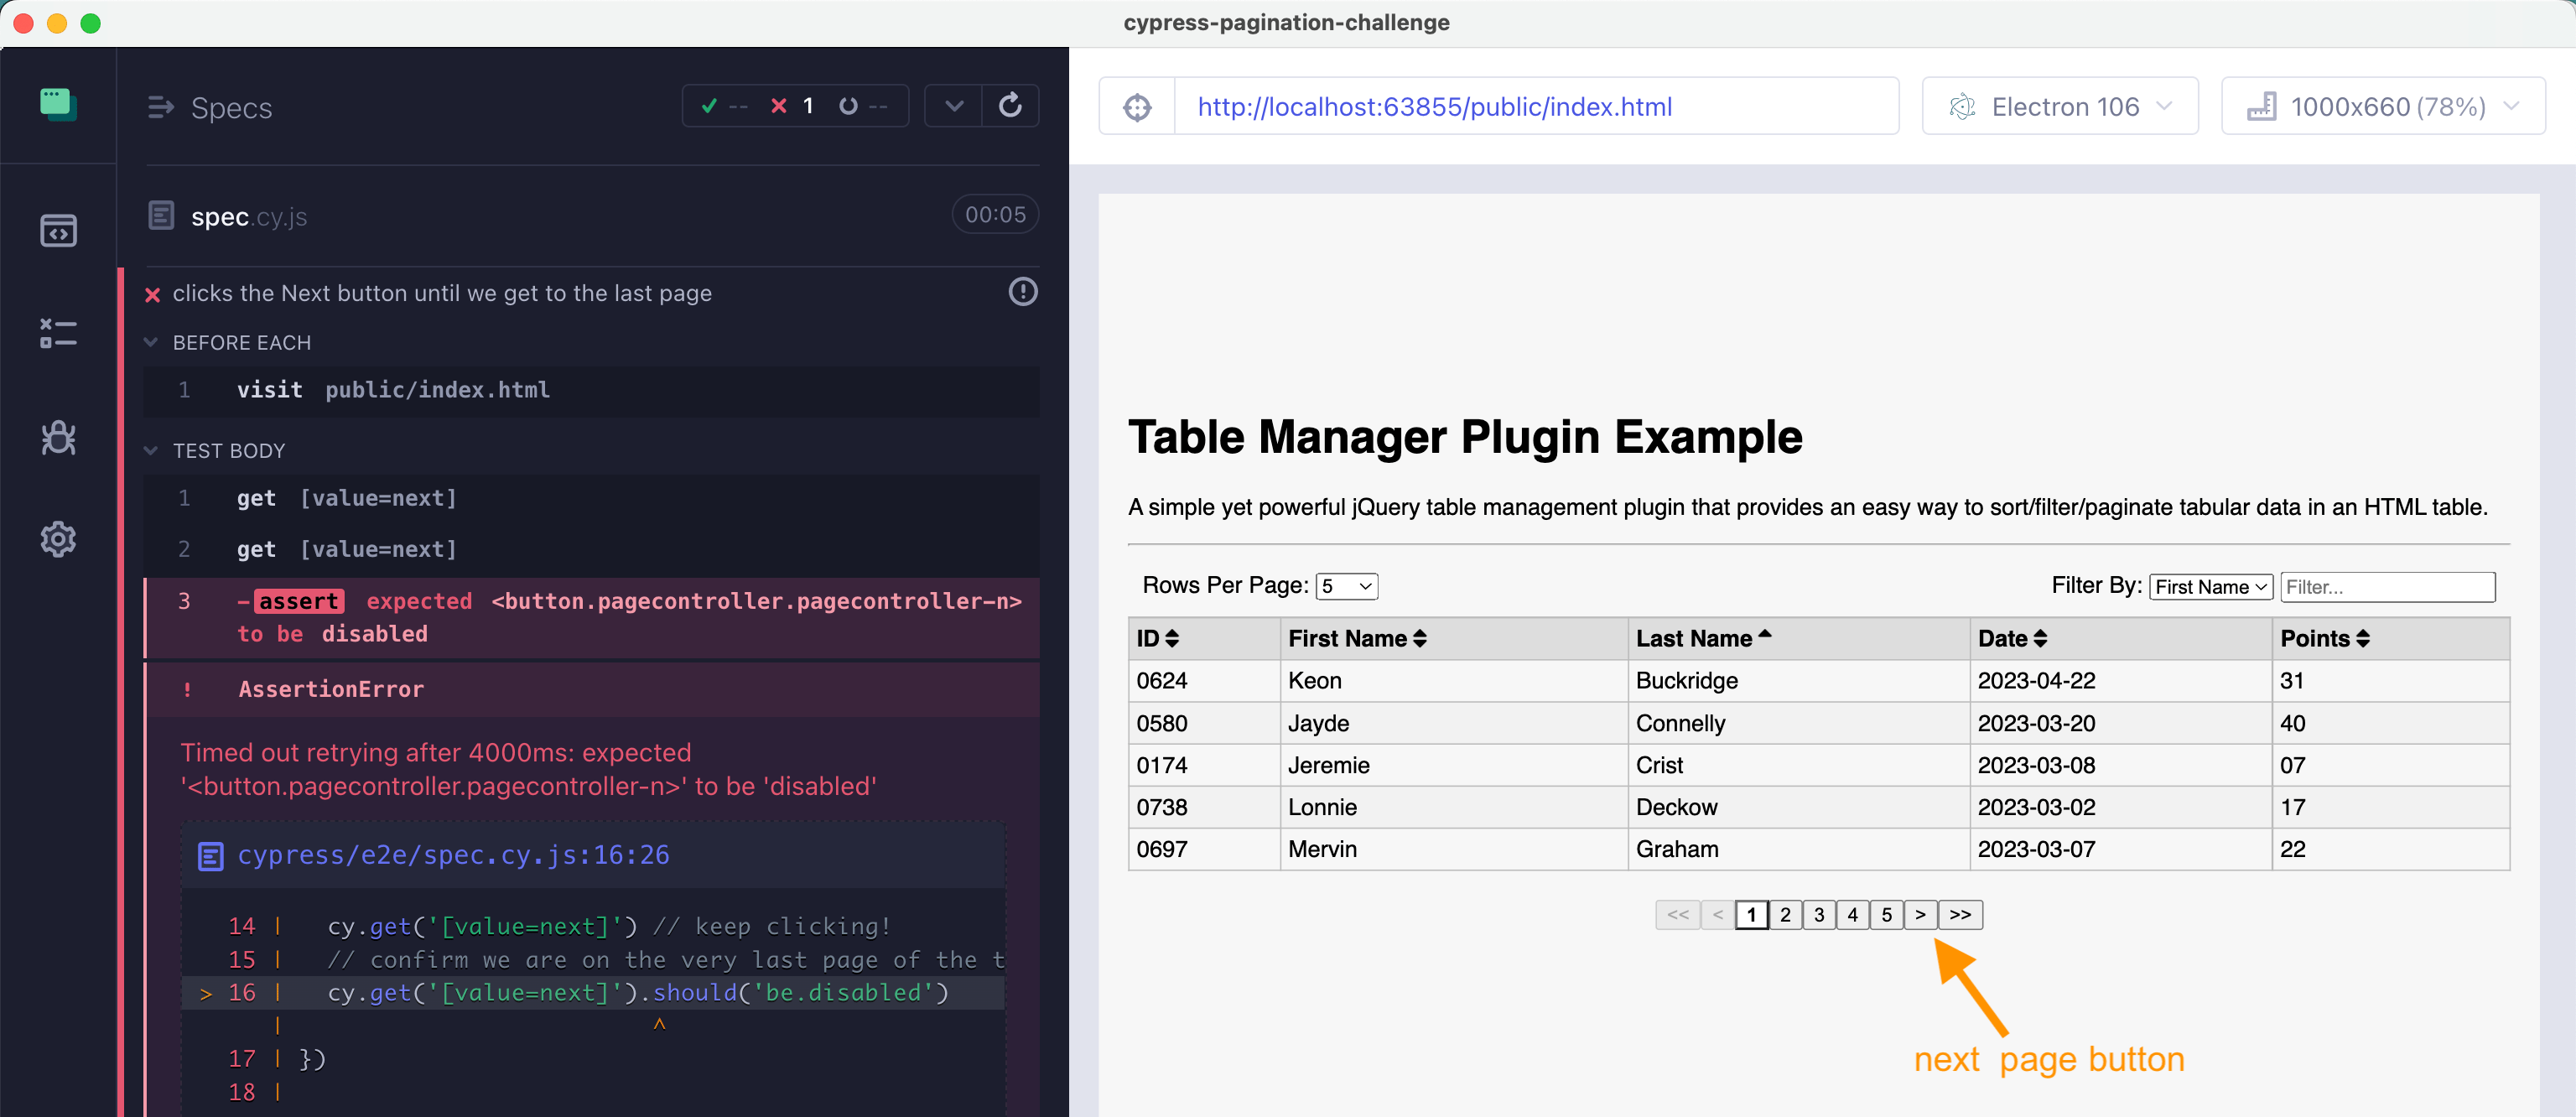 cypress-pagination-challenge
Specs
-- 1 --
spec.cy.js
00:05
clicks the Next button until we get to the last page
BEFORE EACH
1 visit public/index.html
TEST BODY
1 get [value=next]
2 get [value=next]
3 -assert expected <button.pagecontroller.pagecontroller-n>
to be disabled
! AssertionError
Timed out retrying after 4000ms: expected
'<button.pagecontroller.pagecontroller-n>' to be 'disabled'
cypress/e2e/spec.cy.js:16:26
14 | cy.get('[value=next]') // keep clicking!
15 | // confirm we are on the very last page of the t
> 16 | cy.get('[value=next]').should('be.disabled')
| ^
17 | })
18 |
http://localhost:63855/public/index.html
Electron 106
1000x660 (78%)
Table Manager Plugin Example
A simple yet powerful jQuery table management plugin that provides an easy way to sort/filter/paginate tabular data in an HTML table.
Rows Per Page: 5
Filter By: First Name Filter...
ID First Name Last Name Date Points
0624 Keon Buckridge 2023-04-22 31
0580 Jayde Connelly 2023-03-20 40
0174 Jeremie Crist 2023-03-08 07
0738 Lonnie Deckow 2023-03-02 17
0697 Mervin Graham 2023-03-07 22
<< < 1 2 3 4 5 > >>
next page button